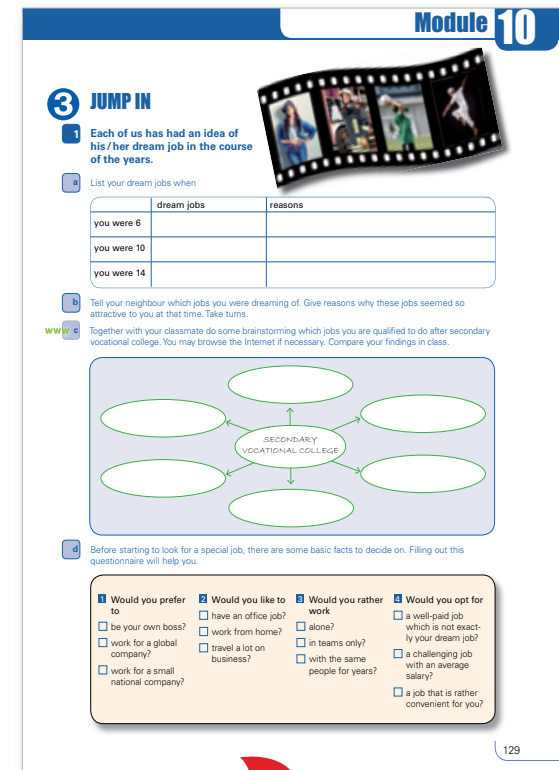 Module 10
3 JUMP IN
1 Each of us has had an idea of
his/her dream job in the course
of the years.
a List your dream jobs when
dream jobs reasons
you were 6
you were 10
you were 14
b Tell your neighbour which jobs you were dreaming of. Give reasons why these jobs seemed so
attractive to you at that time. Take turns.
www c Together with your classmate do some brainstorming which jobs you are qualified to do after secondary
vocational college. You may browse the Internet if necessary. Compare your findings in class.
SECONDARY
VOCATIONAL COLLEGE
d Before starting to look for a special job, there are some basic facts to decide on. Filling out this
questionnaire will help you.
1 Would you prefer
to
be your own boss?
work for a global
company?
work for a small
national company?
2 Would you like to
have an office job?
work from home?
travel a lot on
business?
3 Would you rather
work
alone?
in teams only?
with the same
people for years?
4 Would you opt for
a well-paid job
which is not exact-
ly your dream job?
a challenging job
with an average
salary?
a job that is rather
convenient for you?
129